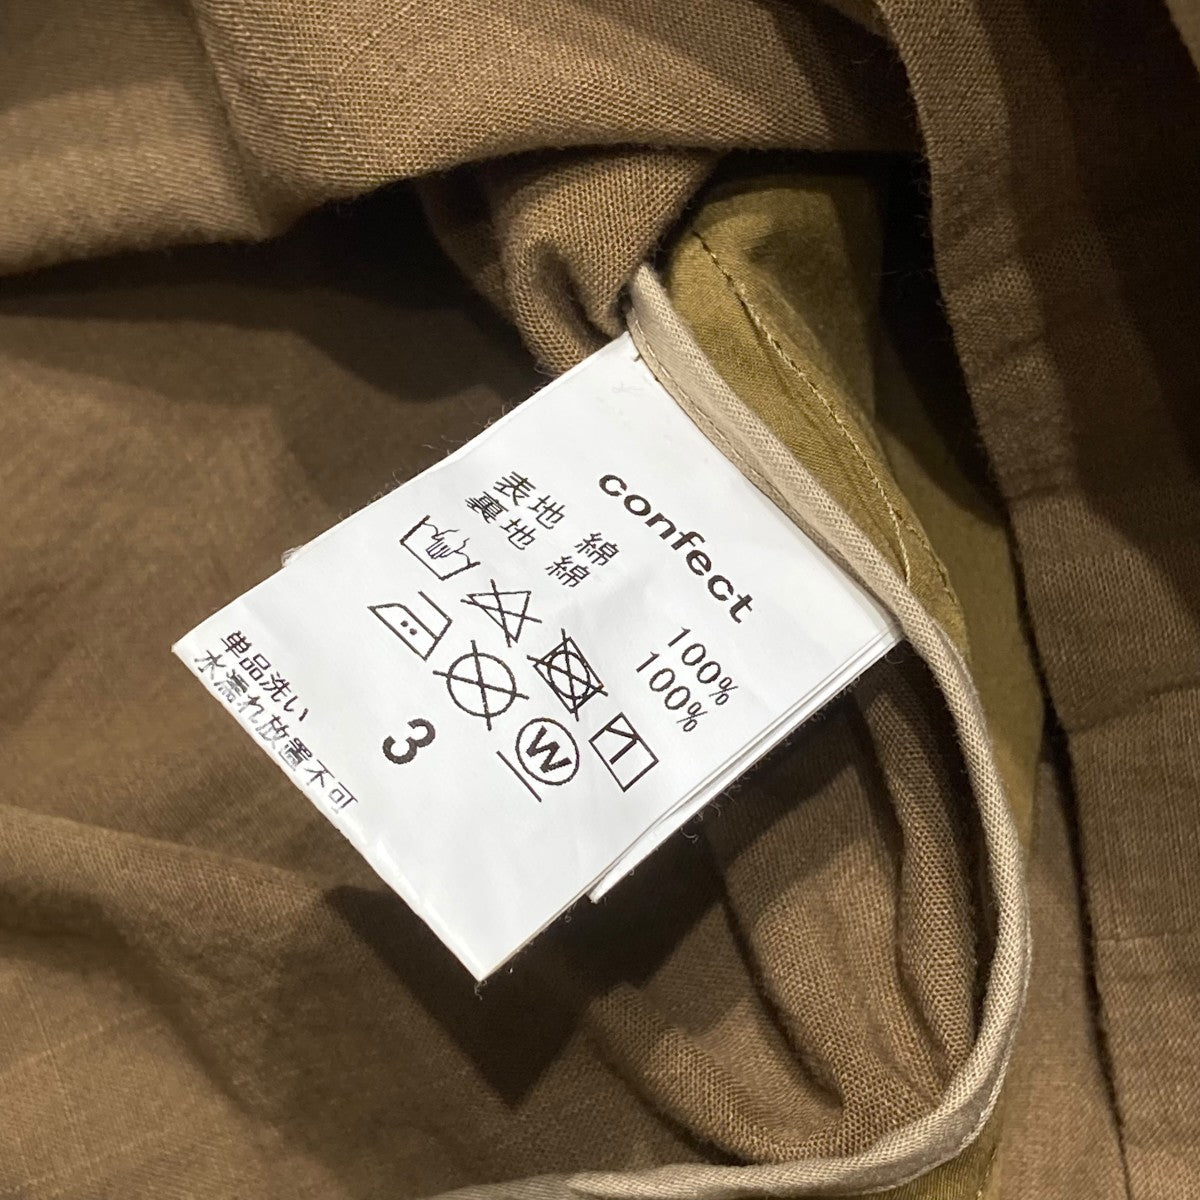 confect
表地 綿 100%
裏地 綿 100%
W
3
単品洗い
水濡れ放置不可